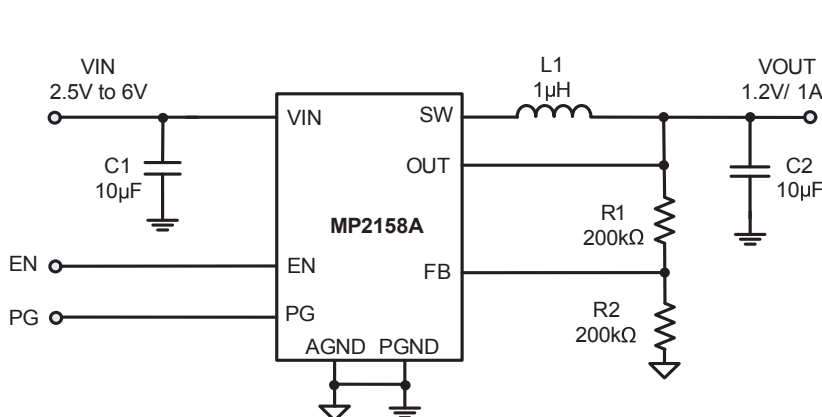 VIN
2.5V to 6V
C1
10µF
EN
PG
VIN
EN
PG
MP2158A
AGND PGND
SW
OUT
FB
L1
1µH
R1
200kΩ
R2
200kΩ
VOUT
1.2V/ 1A
C2
10µF